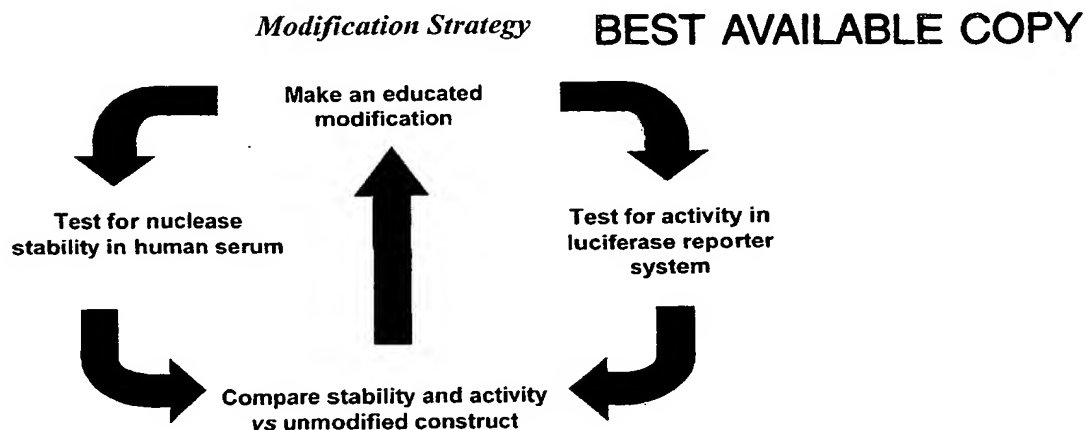 Modification Strategy
BEST AVAILABLE COPY
Make an educated
modification
Test for nuclease
stability in human serum
Test for activity in
luciferase reporter
system
Compare stability and activity
vs unmodified construct